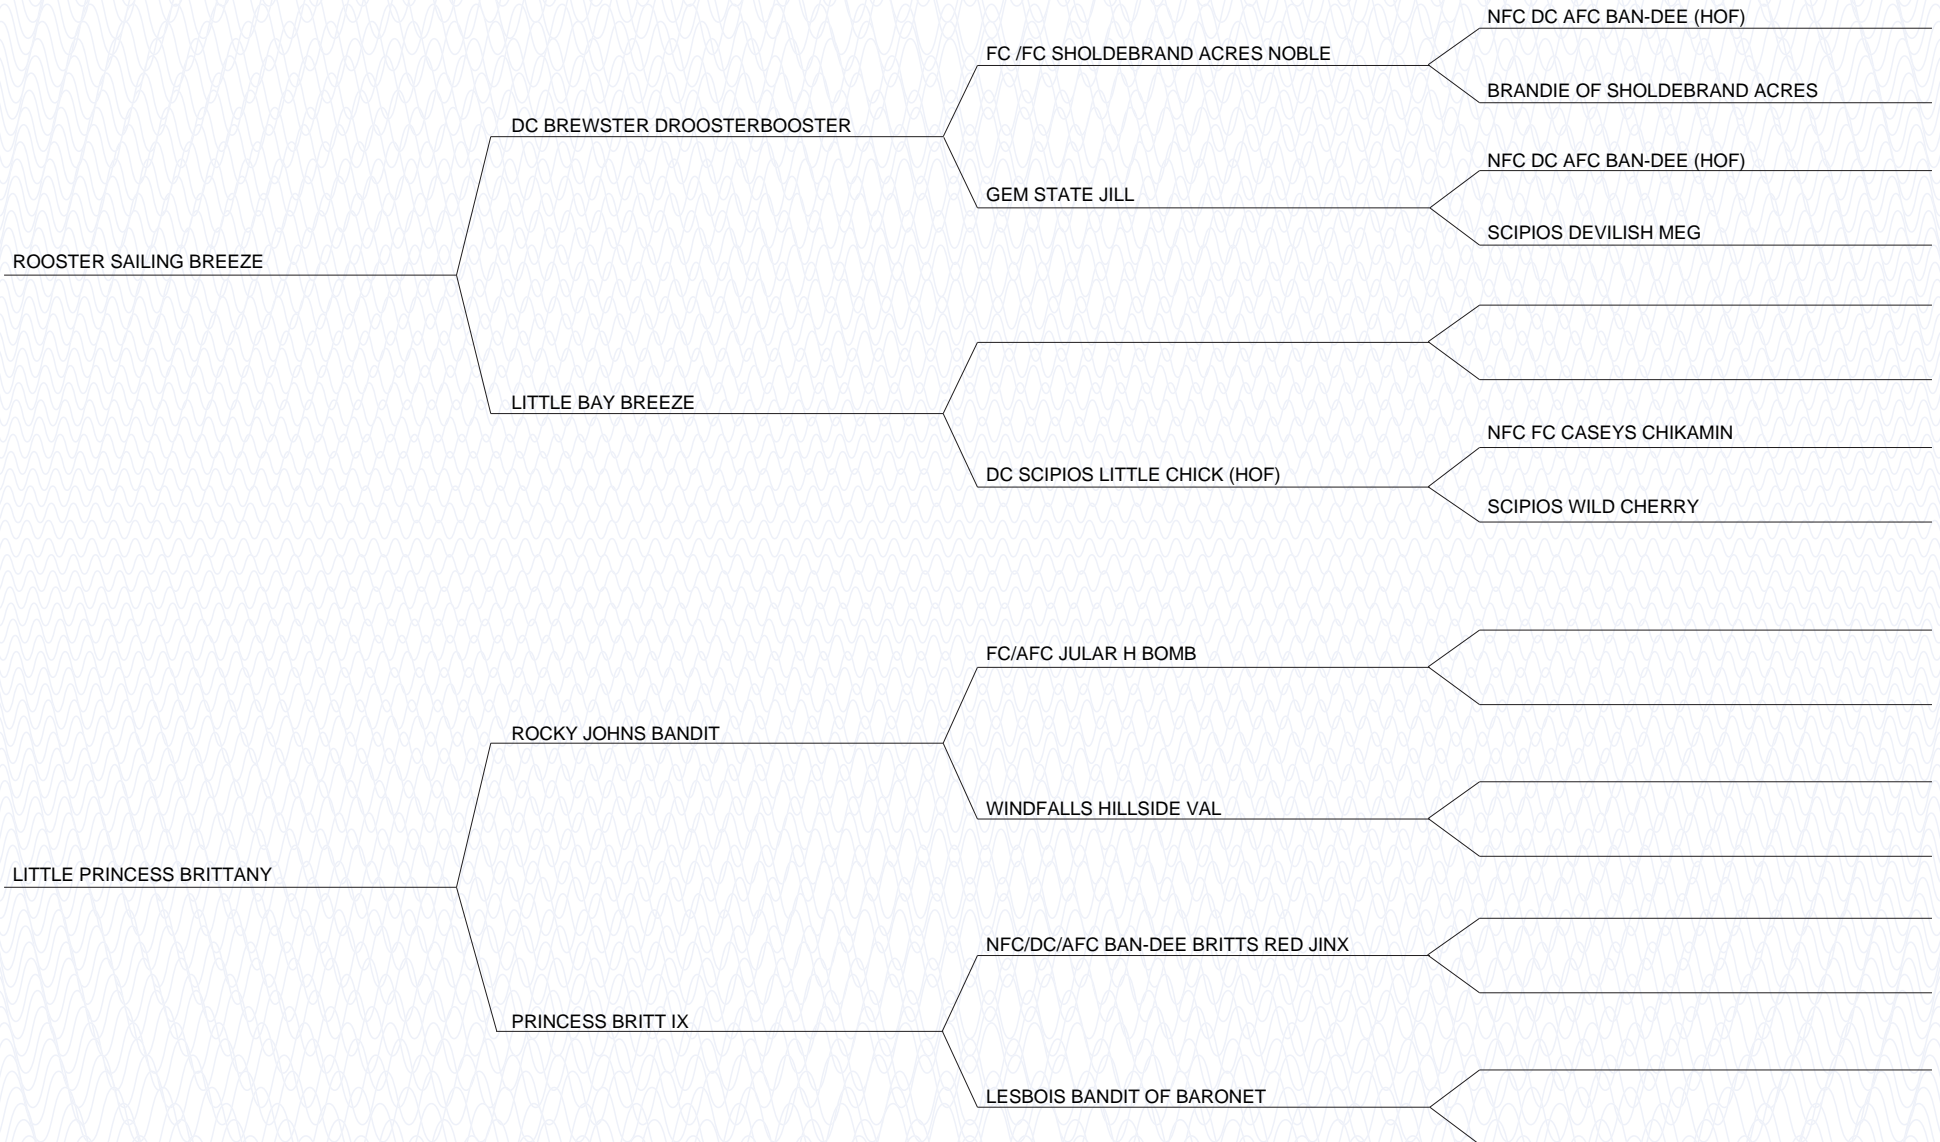 NFC DC AFC BAN-DEE (HOF)
FC /FC SHOLDEBRAND ACRES NOBLE
BRANDIE OF SHOLDEBRAND ACRES
DC BREWSTER DROOSTERBOOSTER
NFC DC AFC BAN-DEE (HOF)
GEM STATE JILL
SCIPIOS DEVILISH MEG
ROOSTER SAILING BREEZE
LITTLE BAY BREEZE
NFC FC CASEYS CHIKAMIN
DC SCIPIOS LITTLE CHICK (HOF)
SCIPIOS WILD CHERRY
FC/AFC JULAR H BOMB
ROCKY JOHNS BANDIT
WINDFALLS HILLSIDE VAL
LITTLE PRINCESS BRITTANY
NFC/DC/AFC BAN-DEE BRITTS RED JINX
PRINCESS BRITT IX
LESBOIS BANDIT OF BARONET